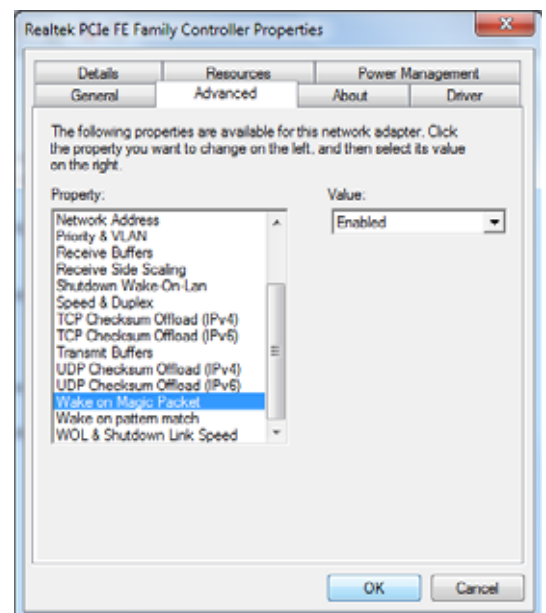 Realtek PCIe FE Family Controller Properties
Details Resources Power Management
General Advanced About Driver
The following properties are available for this network adapter. Click
the property you want to change on the left, and then select its value
on the right.
Property:
Value:
Network Address
Priority & VLAN
Receive Buffers
Receive Side Scaling
Shutdown Wake-On-Lan
Speed & Duplex
TCP Checksum Offload (IPv4)
TCP Checksum Offload (IPv6)
Transmit Buffers
UDP Checksum Offload (IPv4)
UDP Checksum Offload (IPv6)
Wake on Magic Packet
Wake on pattern match
WOL & Shutdown Link Speed
Enabled
OK Cancel